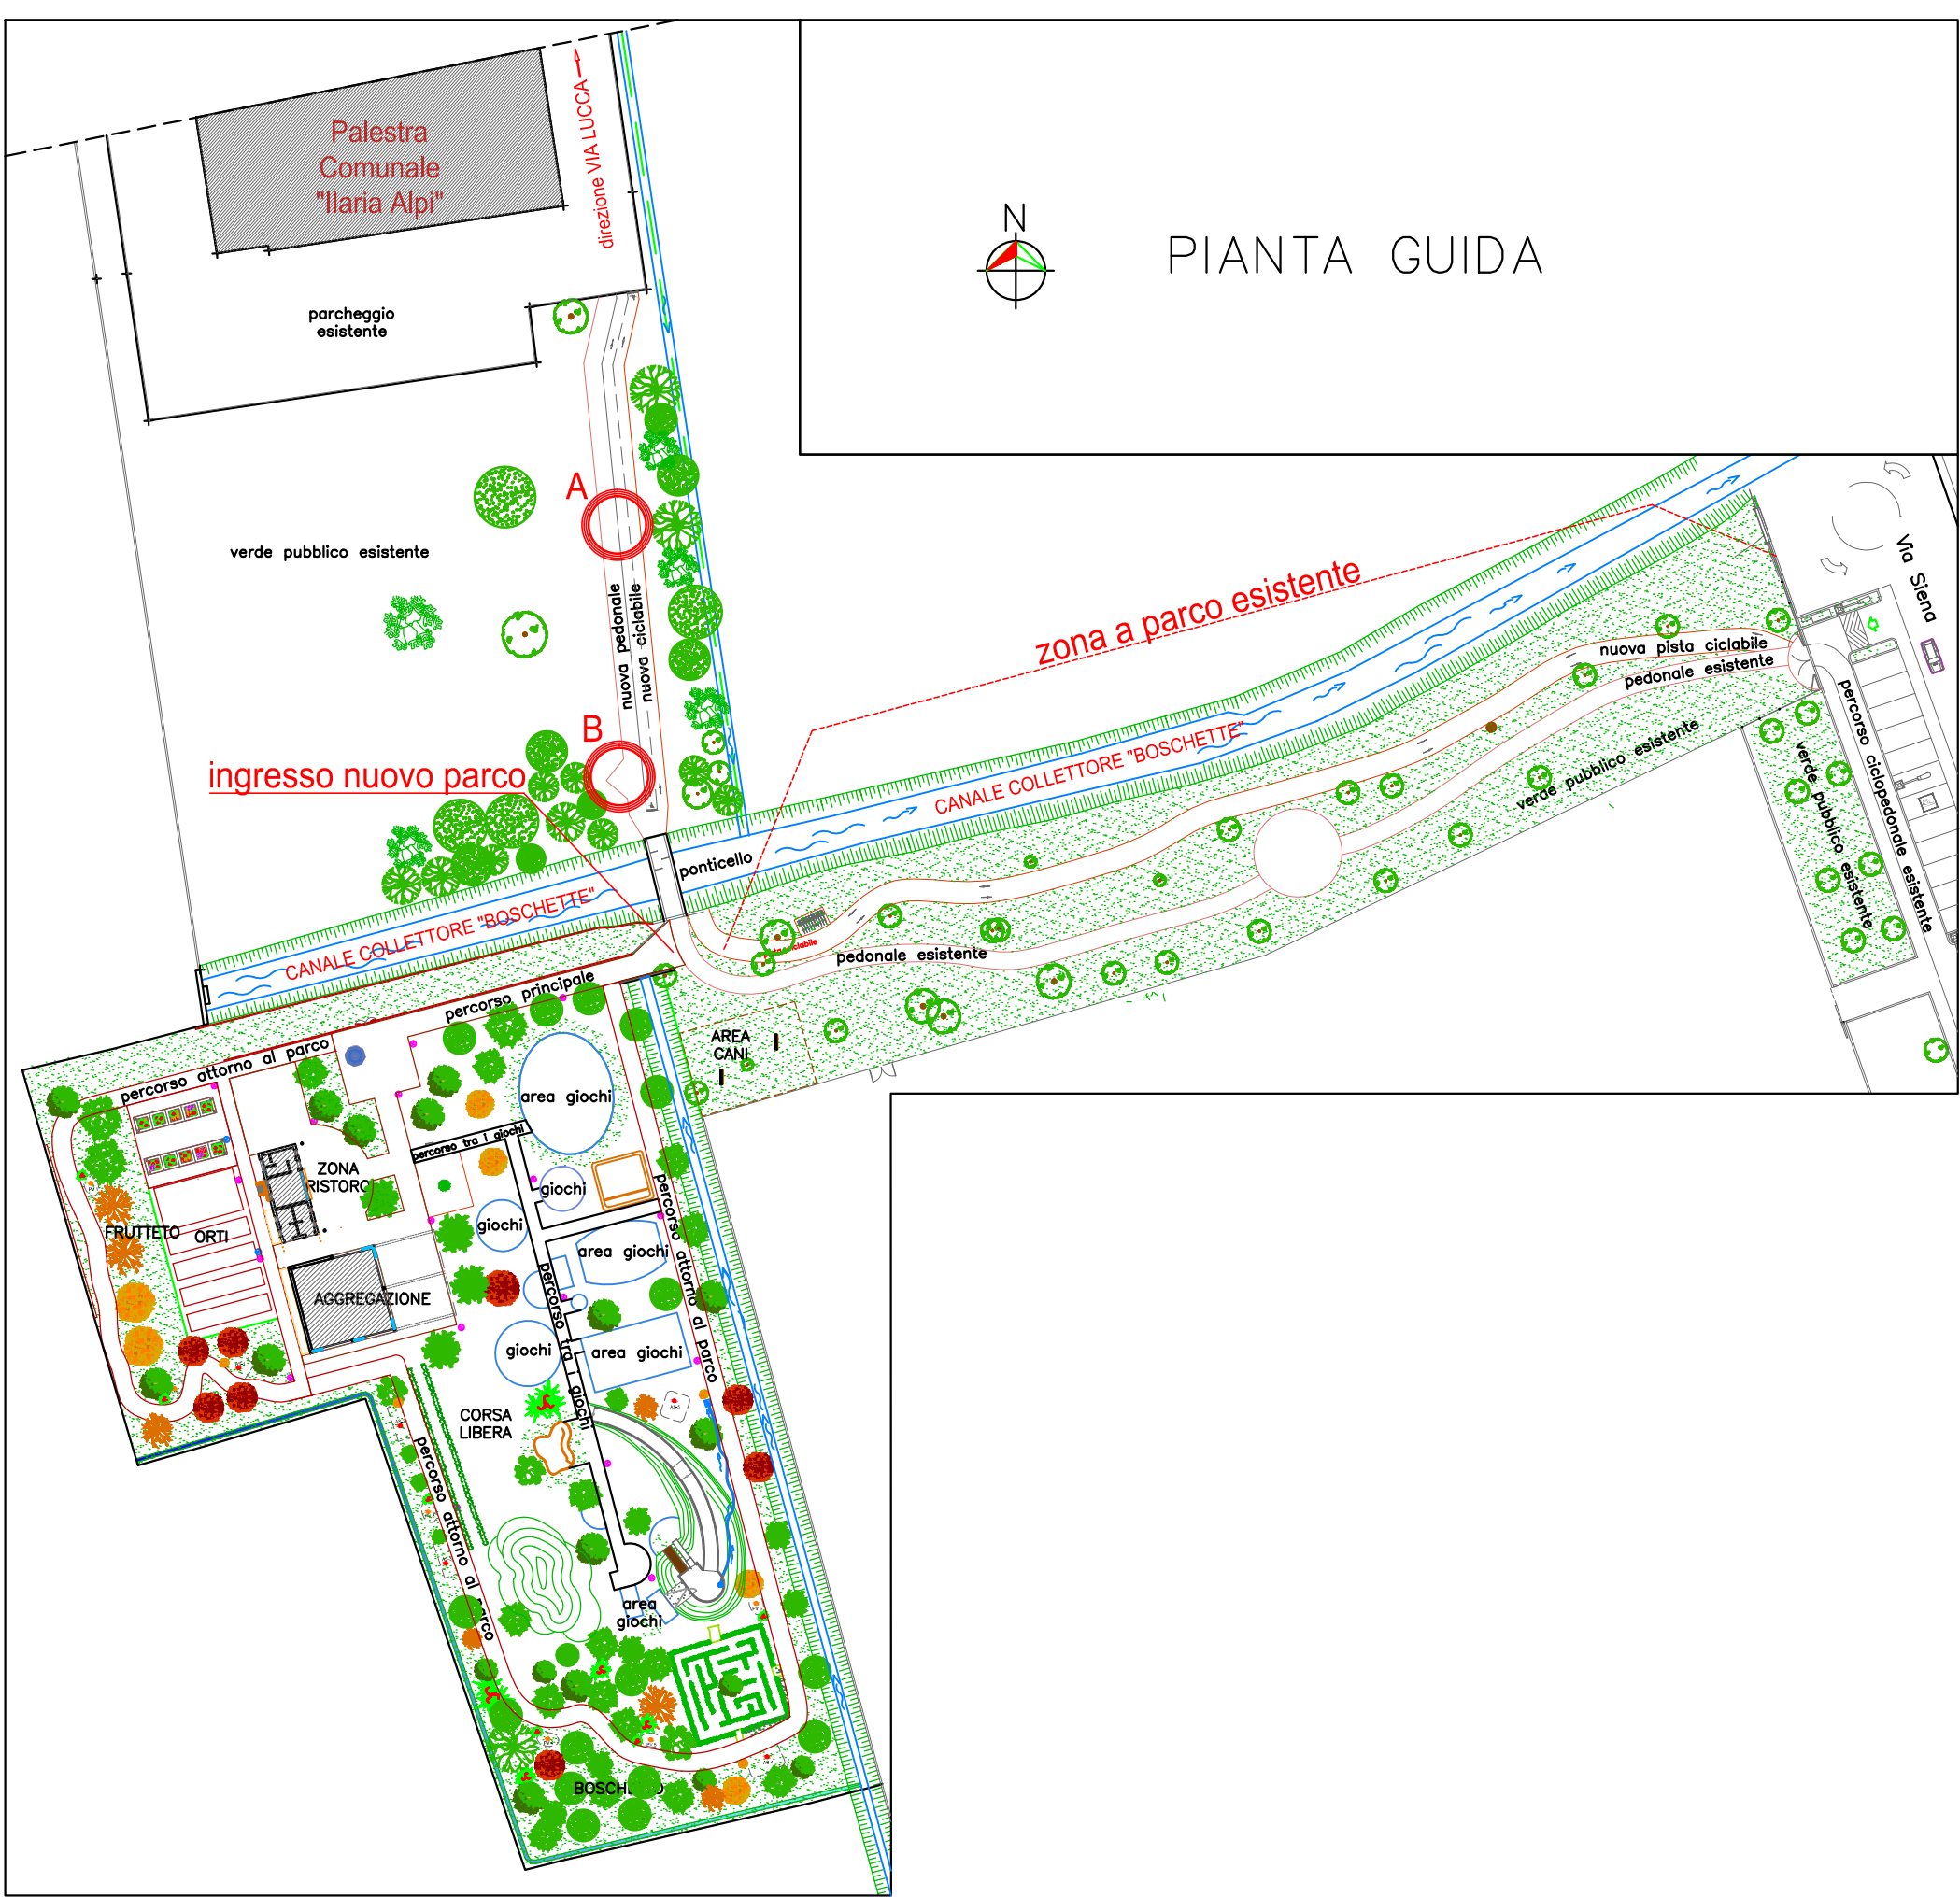 Palestra
Comunale
"Ilaria Alpi"
direzione VIA LUCCA
N
PIANTA GUIDA
parcheggio
esistente
A
verde pubblico esistente
nuova pedonale
nuova ciclabile
B
ingresso nuovo parco
zona a parco esistente
Via Siena
nuova pista ciclabile
pedonale esistente
percorso ciclopedonale esistente
verde pubblico esistente
verde pubblico esistente
CANALE COLLETTORE "BOSCHETTE"
ponticello
CANALE COLLETTORE "BOSCHETTE"
pedonale esistente
percorso principale
percorso attorno al parco
AREA
CANI
area giochi
percorso tra i giochi
ZONA
RISTORO
giochi
giochi
FRUTTETO
ORTI
area giochi
percorso attorno al parco
AGGREGAZIONE
percorso tra i giochi
giochi
area giochi
CORSA
LIBERA
percorso attorno al parco
area
giochi